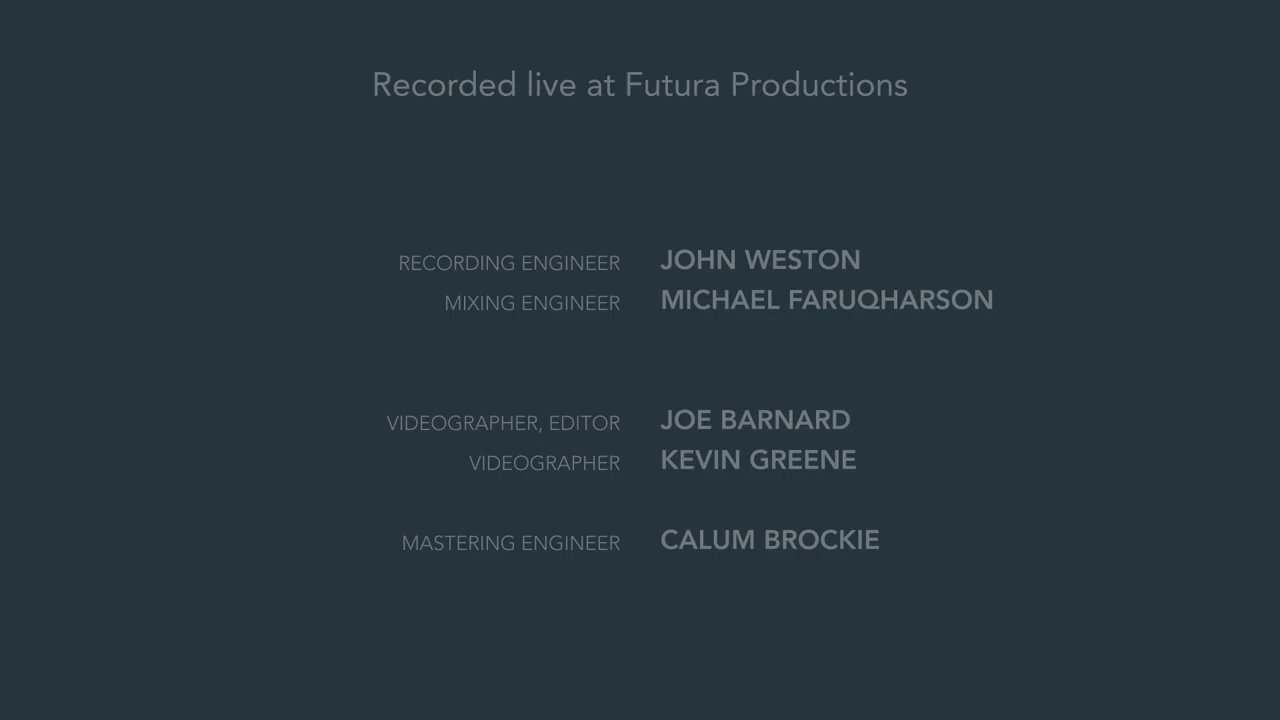 Recorded live at Futura Productions
RECORDING ENGINEER JOHN WESTON
MIXING ENGINEER MICHAEL FARUQHARSON
VIDEOGRAPHER, EDITOR JOE BARNARD
VIDEOGRAPHER KEVIN GREENE
MASTERING ENGINEER CALUM BROCKIE